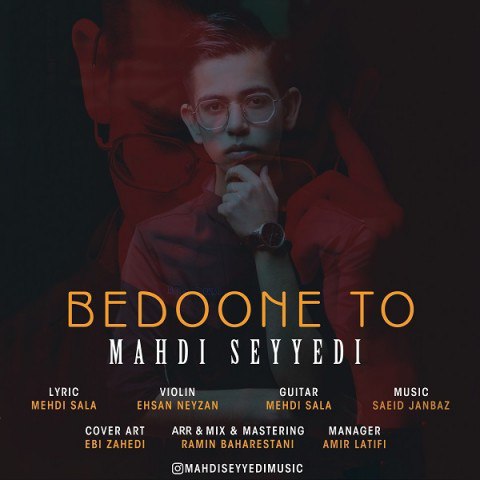 BEDOONE TO
MAHDI SEYYEDI
LYRIC VIOLIN GUITAR MUSIC
MEHDI SALA EHSAN NEYZAN MEHDI SALA SAEID JANBAZ
COVER ART ARR & MIX & MASTERING MANAGER
EBI ZAHEDI RAMIN BAHARESTANI AMIR LATIFI
MAHDISEYYEDIMUSIC